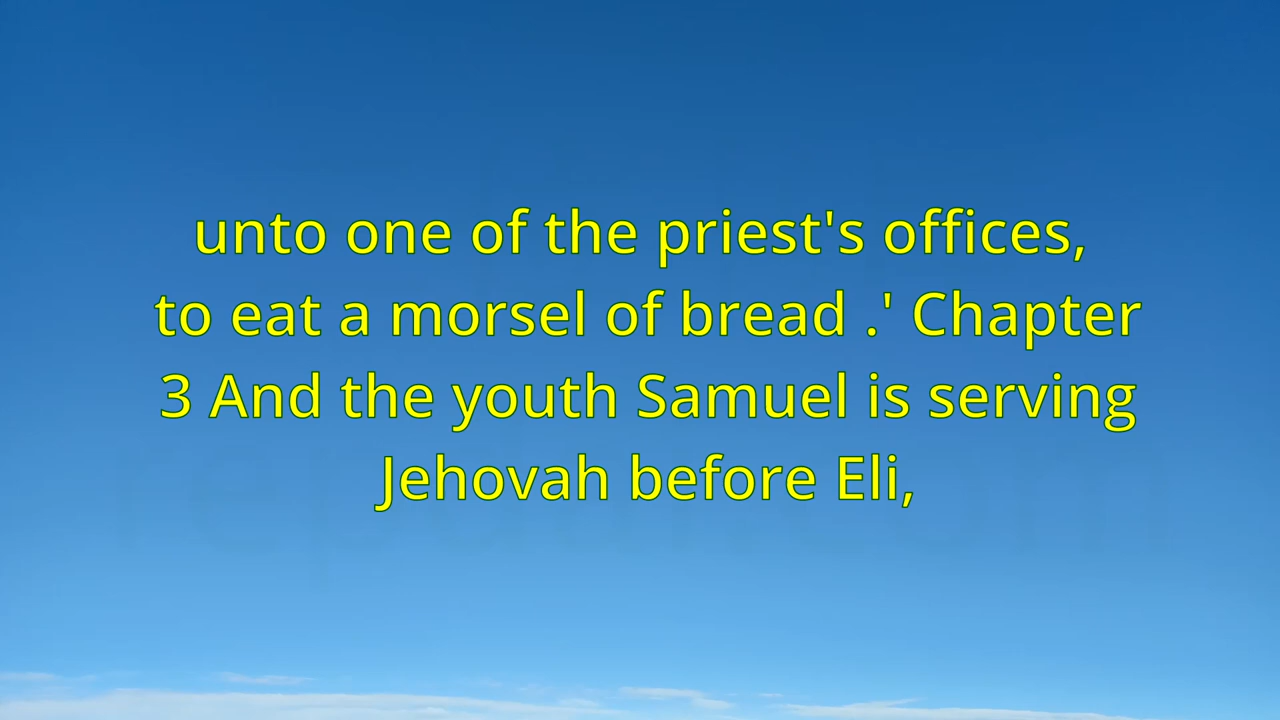 unto one of the priest's offices,
to eat a morsel of bread .' Chapter
3 And the youth Samuel is serving
Jehovah before Eli,